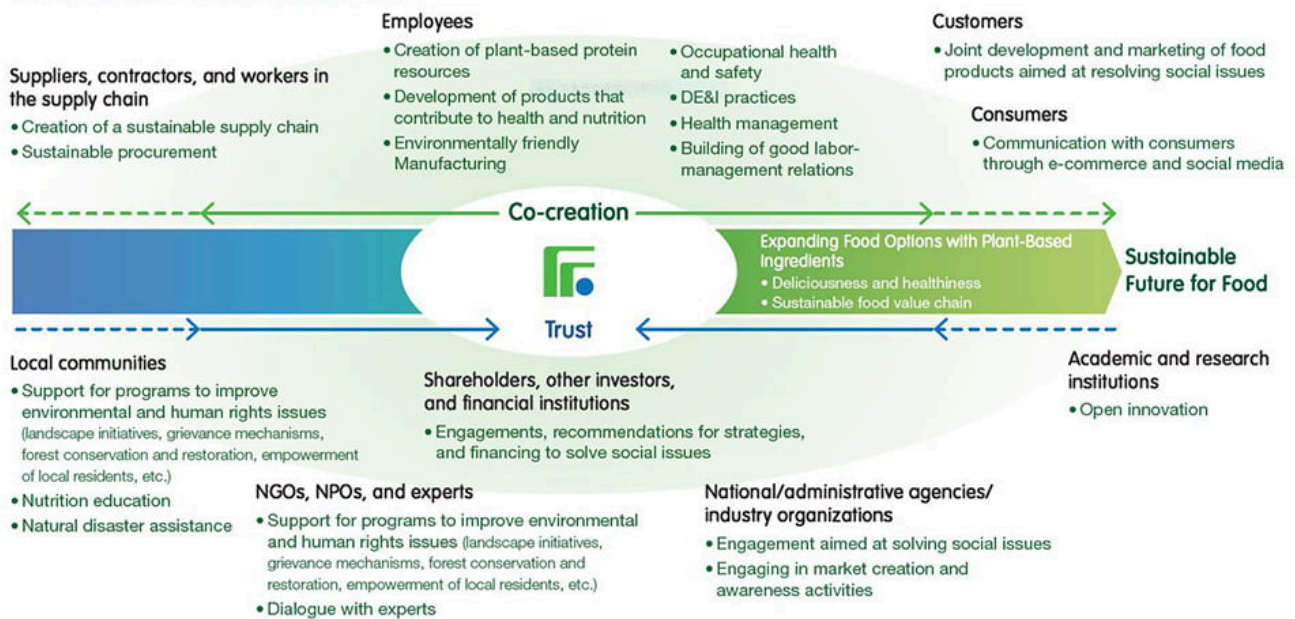 Employees
• Creation of plant-based protein
resources
• Development of products that
contribute to health and nutrition
• Environmentally friendly
Manufacturing
• Occupational health
and safety
• DE&I practices
• Health management
• Building of good labor-
management relations
Customers
• Joint development and marketing of food
products aimed at resolving social issues
Suppliers, contractors, and workers in
the supply chain
• Creation of a sustainable supply chain
• Sustainable procurement
Consumers
• Communication with consumers
through e-commerce and social media
Co-creation
Expanding Food Options with Plant-Based
Ingredients
• Deliciousness and healthiness
• Sustainable food value chain
Sustainable
Future for Food
Trust
Local communities
• Support for programs to improve
environmental and human rights issues
(landscape initiatives, grievance mechanisms,
forest conservation and restoration, empowerment
of local residents, etc.)
• Nutrition education
• Natural disaster assistance
Shareholders, other investors,
and financial institutions
• Engagements, recommendations for strategies,
and financing to solve social issues
Academic and research
institutions
• Open innovation
NGOs, NPOs, and experts
• Support for programs to improve environmental
and human rights issues (landscape initiatives,
grievance mechanisms, forest conservation and
restoration, empowerment of local residents, etc.)
• Dialogue with experts
National/administrative agencies/
industry organizations
• Engagement aimed at solving social issues
• Engaging in market creation and
awareness activities